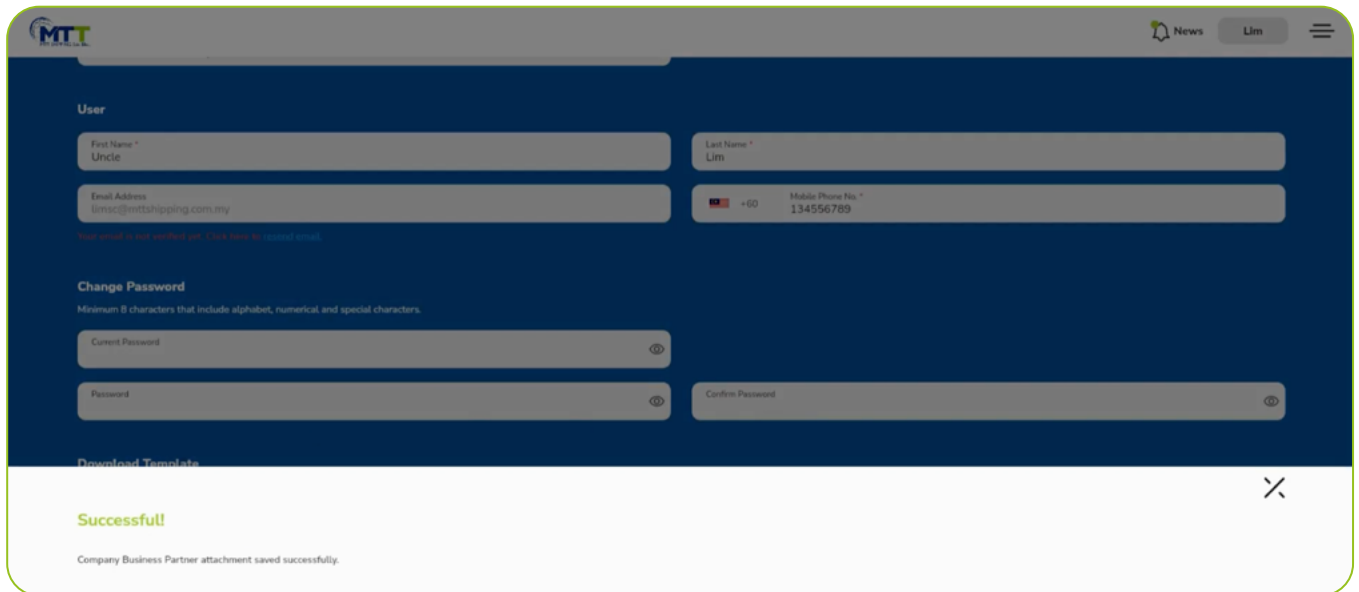 MTT
News
Lim
User
First Name *
Uncle
Last Name *
Lim
Email Address
limsc@mttshipping.com.my
+60
Mobile Phone No. *
134556789
Your email is not verified yet. Click here to resend email.
Change Password
Minimum 8 characters that include alphabet, numerical and special characters.
Current Password
Password
Confirm Password
Download Template
Successful!
Company Business Partner attachment saved successfully.